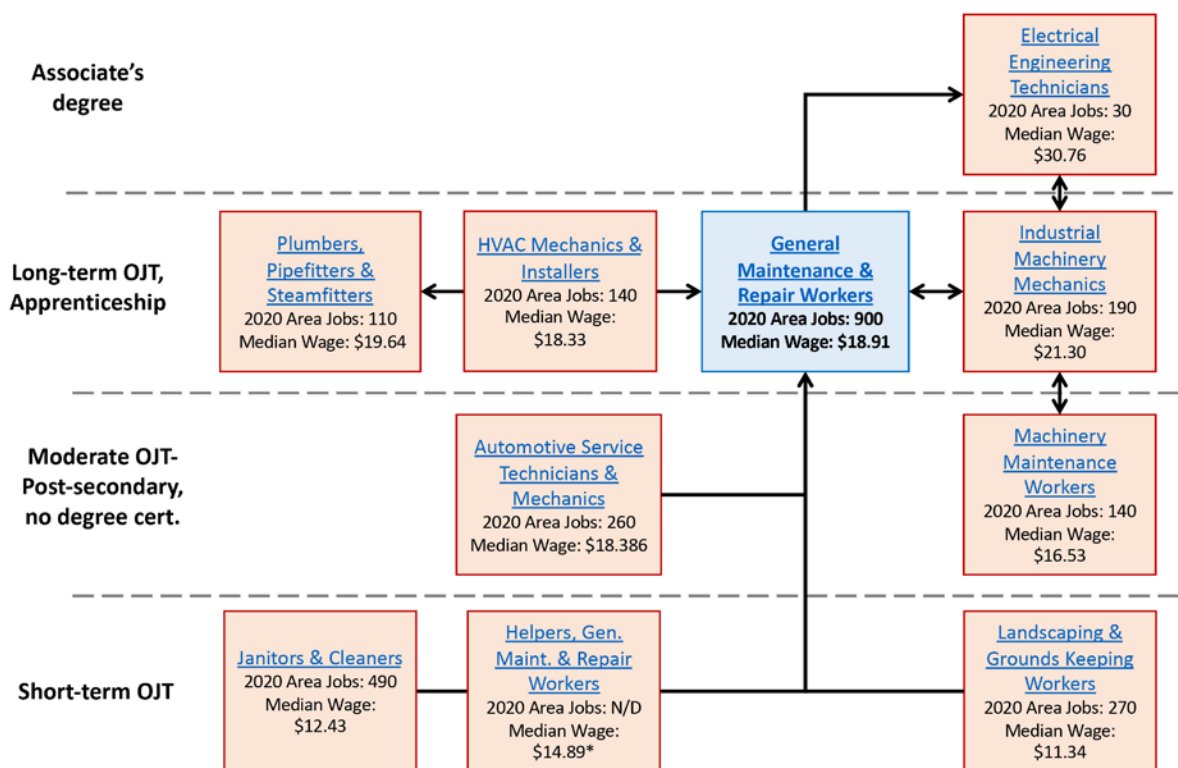 Associate's
degree
Electrical
Engineering
Technicians
2020 Area Jobs: 30
Median Wage:
$30.76
Long-term OJT,
Apprenticeship
Plumbers,
Pipefitters &
Steamfitters
2020 Area Jobs: 110
Median Wage: $19.64
HVAC Mechanics &
Installers
2020 Area Jobs: 140
Median Wage:
$18.33
General
Maintenance &
Repair Workers
2020 Area Jobs: 900
Median Wage: $18.91
Industrial
Machinery
Mechanics
2020 Area Jobs: 190
Median Wage:
$21.30
Moderate OJT-
Post-secondary,
no degree cert.
Automotive Service
Technicians &
Mechanics
2020 Area Jobs: 260
Median Wage: $18.386
Machinery
Maintenance
Workers
2020 Area Jobs: 140
Median Wage:
$16.53
Short-term OJT
Janitors & Cleaners
2020 Area Jobs: 490
Median Wage:
$12.43
Helpers, Gen.
Maint. & Repair
Workers
2020 Area Jobs: N/D
Median Wage:
$14.89*
Landscaping &
Grounds Keeping
Workers
2020 Area Jobs: 270
Median Wage:
$11.34